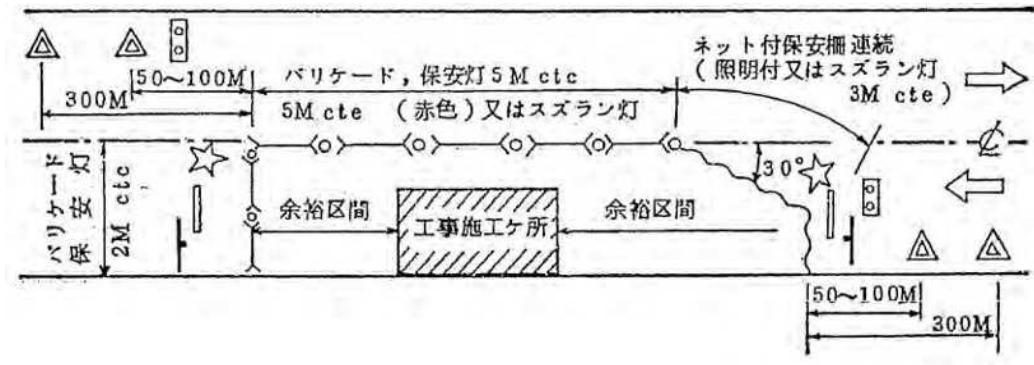 ネット付保安柵連続
(照明付又はスズラン灯
3M cte)
50～100M
バリケード,保安灯5M ctc
300M
5M cte (赤色)又はスズラン灯
バリケード
保安灯
2M ctc
30°
余裕区間
工事施工ヶ所
余裕区間
50～100M
300M